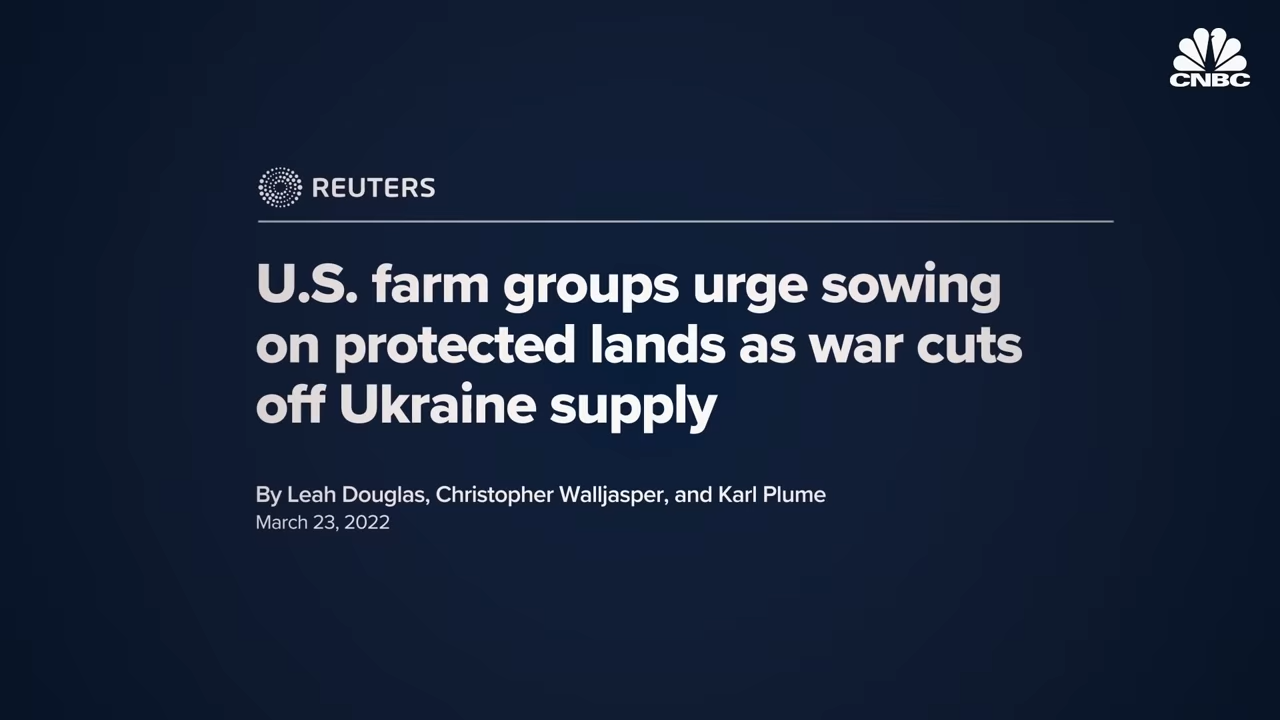 CNBC
REUTERS
U.S. farm groups urge sowing
on protected lands as war cuts
off Ukraine supply
By Leah Douglas, Christopher Walljasper, and Karl Plume
March 23, 2022